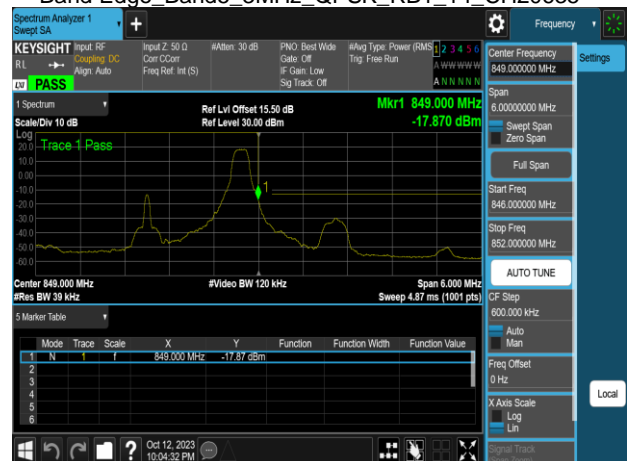 Spectrum Analyzer 1
Swept SA
+
Frequency
KEYSIGHT
Input: RF
Input Z: 50 Ω
#Atten: 30 dB
PNO: Best Wide
#Avg Type: Power (RMS
1 2 3 4 5 6
RL
Coupling: DC
Corr CCorr
Gate: Off
Trig: Free Run
A W W W W W
Align: Auto
Freq Ref: Int (S)
IF Gain: Low
LXI
PASS
Sig Track: Off
A N N N N N
1 Spectrum
Ref Lvl Offset 15.50 dB
Mkr1 849.000 MHz
Scale/Div 10 dB
Ref Level 30.00 dBm
-17.870 dBm
Log
Trace 1 Pass
20.0
10.0
0.00
-10.0
-20.0
-30.0
-40.0
-50.0
-60.0
1
Center 849.000 MHz
#Video BW 120 kHz
Span 6.000 MHz
#Res BW 39 kHz
Sweep 4.87 ms (1001 pts)
5 Marker Table
Mode Trace Scale X Y Function Function Width Function Value
1 N 1 f 849.000 MHz -17.87 dBm
2
3
4
5
6
Center Frequency
849.000000 MHz
Settings
Span
6.00000000 MHz
Swept Span
Zero Span
Full Span
Start Freq
846.000000 MHz
Stop Freq
852.000000 MHz
AUTO TUNE
CF Step
600.000 kHz
Auto
Man
Freq Offset
0 Hz
X Axis Scale
Log
Lin
Local
Signal Track
?
Oct 12, 2023
10:04:32 PM